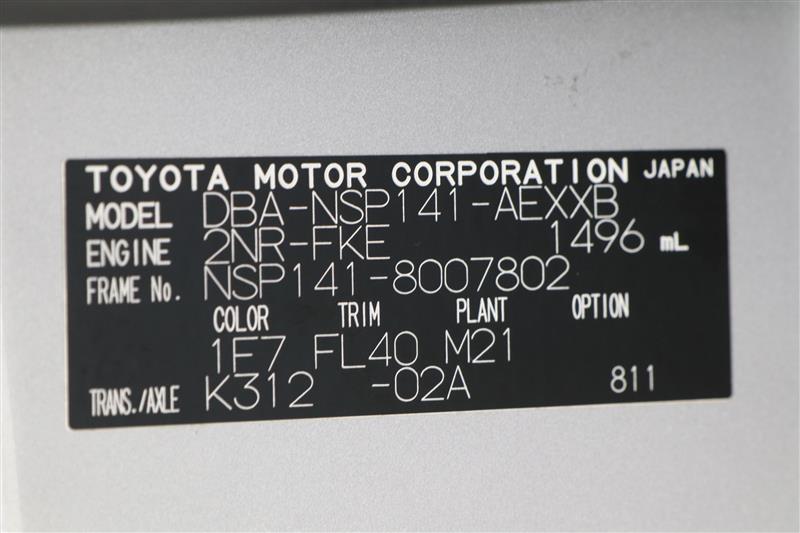 TOYOTA MOTOR CORPORATION JAPAN
MODEL DBA-NSP141-AEXXB
ENGINE 2NR-FKE 1496 mL
FRAME No. NSP141-8007802
COLOR TRIM PLANT OPTION
1F7 FL40 M21
TRANS./AXLE K312 -02A 811